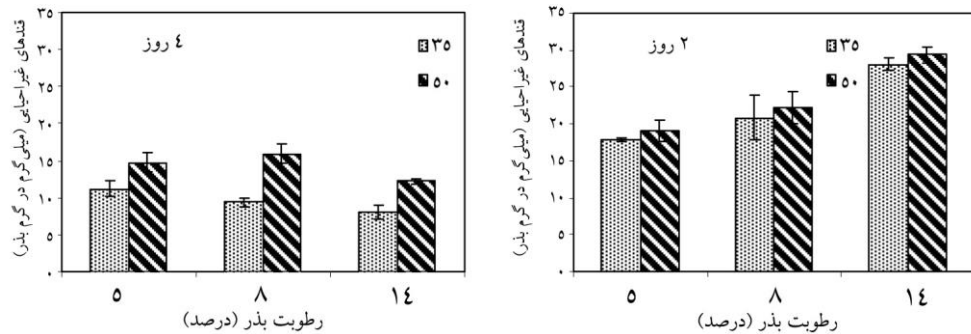 ۴ روز
۳۵
۵۰
قندهای غیراحیایی (میلی‌گرم در گرم بذر)
۳۵
۳۰
۲۵
۲۰
۱۵
۱۰
۵
۰
۵ ۸ ۱۴
رطوبت بذر (درصد)
۲ روز
۳۵
۵۰
قندهای غیراحیایی (میلی‌گرم در گرم بذر)
۳۵
۳۰
۲۵
۲۰
۱۵
۱۰
۵
۰
۵ ۸ ۱۴
رطوبت بذر (درصد)